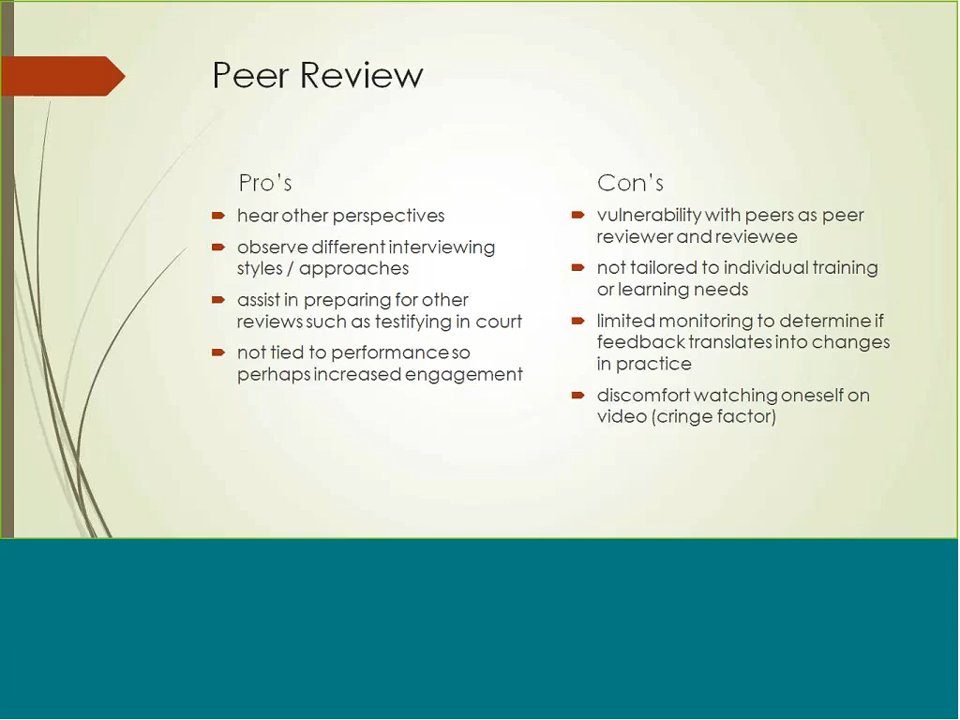 Peer Review
Pro's
hear other perspectives
observe different interviewing
styles / approaches
assist in preparing for other
reviews such as testifying in court
not tied to performance so
perhaps increased engagement
Con's
vulnerability with peers as peer
reviewer and reviewee
not tailored to individual training
or learning needs
limited monitoring to determine if
feedback translates into changes
in practice
discomfort watching oneself on
video (cringe factor)